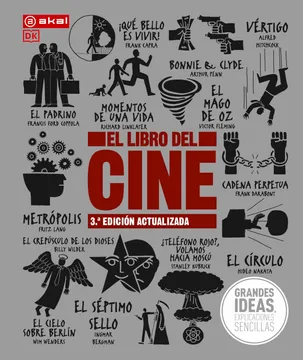 akal
DK
¡QUÉ BELLO
ES VIVIR!
FRANK CAPRA
VÉRTIGO
ALFRED
HITCHCOCK
BONNIE & CLYDE
ARTHUR PENN
EL PADRINO
FRANCIS FORD COPPOLA
MOMENTOS
DE UNA VIDA
RICHARD LINKLATER
EL
MAGO
DE OZ
VICTOR FLEMING
EL LIBRO DEL
CINE
3.ª EDICIÓN ACTUALIZADA
CADENA PERPETUA
FRANK DARABONT
METRÓPOLIS
FRITZ LANG
EL CREPÚSCULO DE LOS DIOSES
BILLY WILDER
¿TELÉFONO ROJO?,
VOLAMOS
HACIA MOSCÚ
STANLEY KUBRICK
EL CÍRCULO
HIDEO NAKATA
EL CIELO
SOBRE BERLÍN
WIM WENDERS
EL SÉPTIMO
SELLO
INGMAR
BERGMAN
GRANDES
IDEAS,
EXPLICACIONES
SENCILLAS